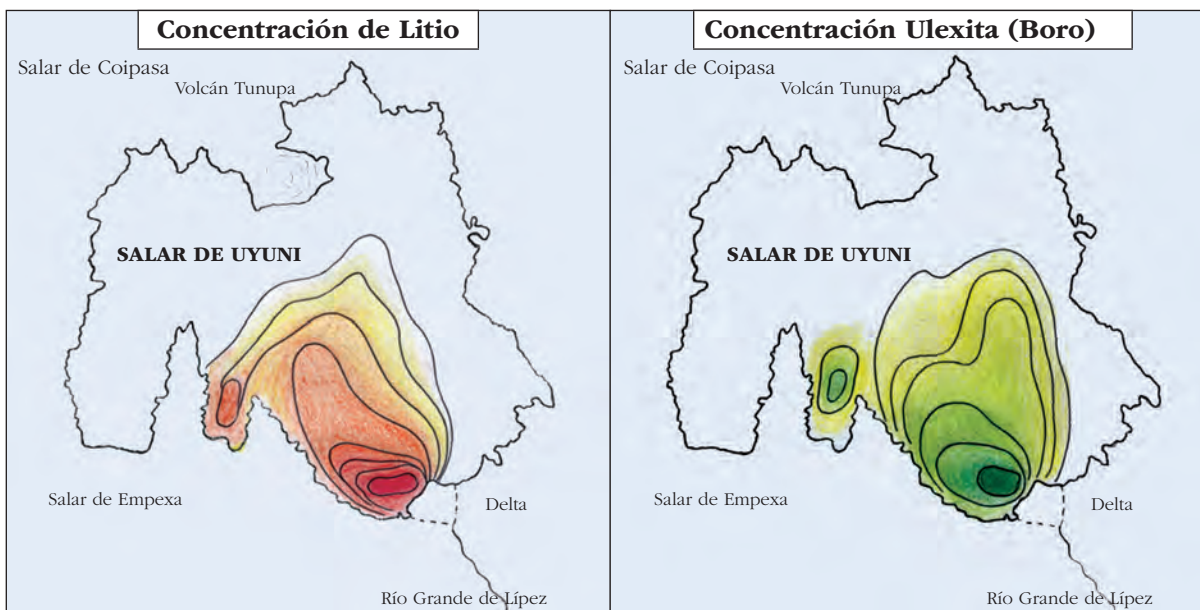 Concentración de Litio
Salar de Coipasa
Volcán Tunupa
SALAR DE UYUNI
Salar de Empexa
Delta
Río Grande de Lípez
Concentración Ulexita (Boro)
Salar de Coipasa
Volcán Tunupa
SALAR DE UYUNI
Salar de Empexa
Delta
Río Grande de Lípez